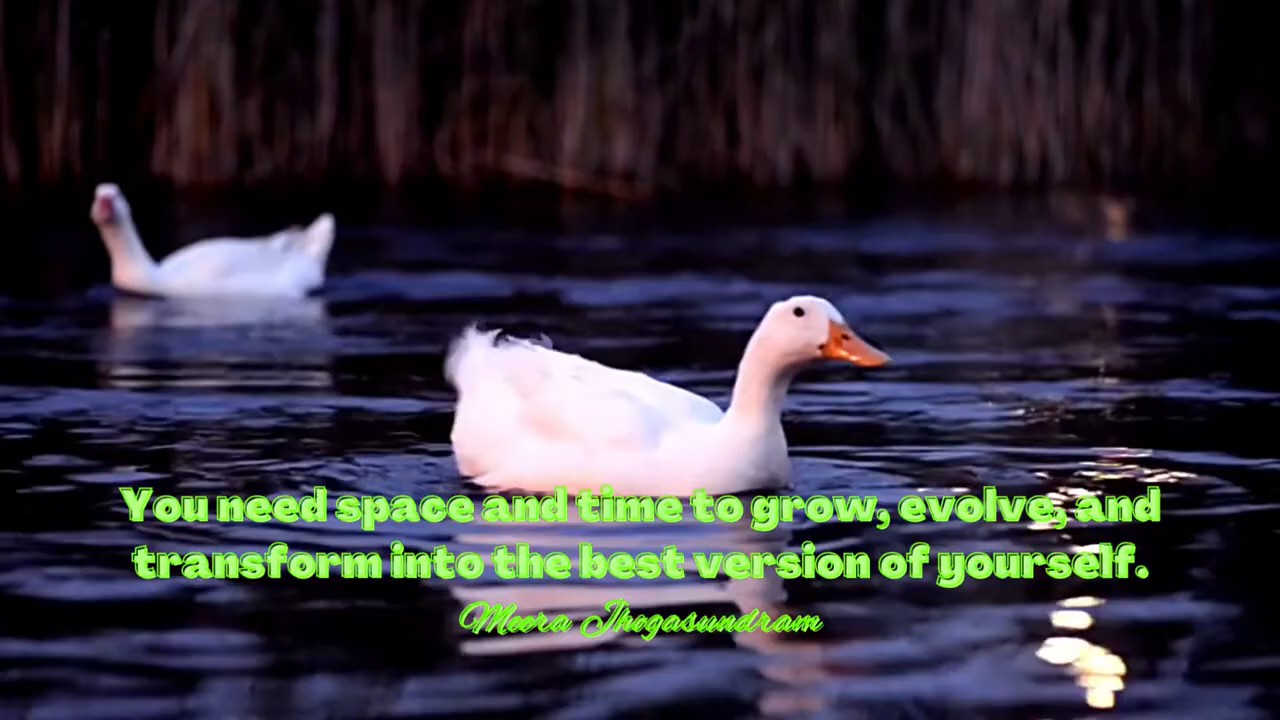 You need space and time to grow, evolve, and
transform into the best version of yourself.
Meera Jhogasundram